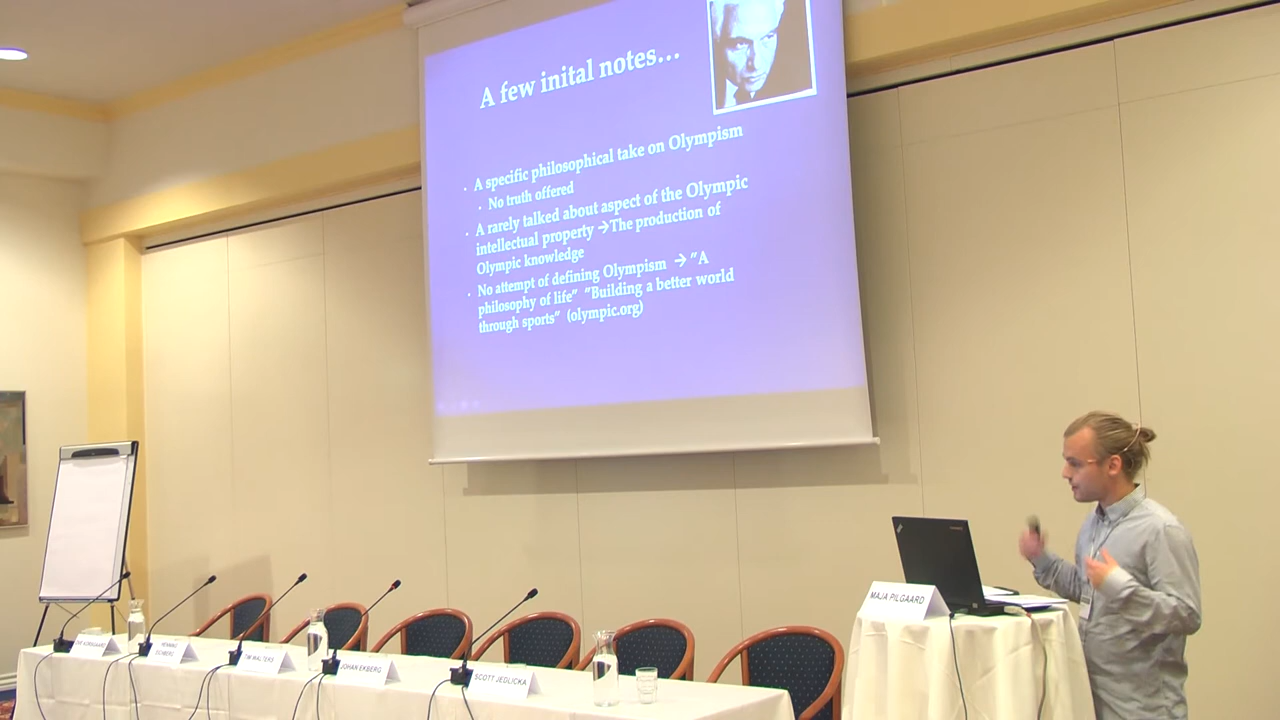 A few inital notes...
· A specific philosophical take on Olympism
· No truth offered
· A rarely talked about aspect of the Olympic
intellectual property →The production of
Olympic knowledge
· No attempt of defining Olympism → "A
philosophy of life" "Building a better world
through sports" (olympic.org)
MAJA PILGAARD
HENNING
TIM WALTERS
JOHAN EKBERG
SCOTT JEDLICKA